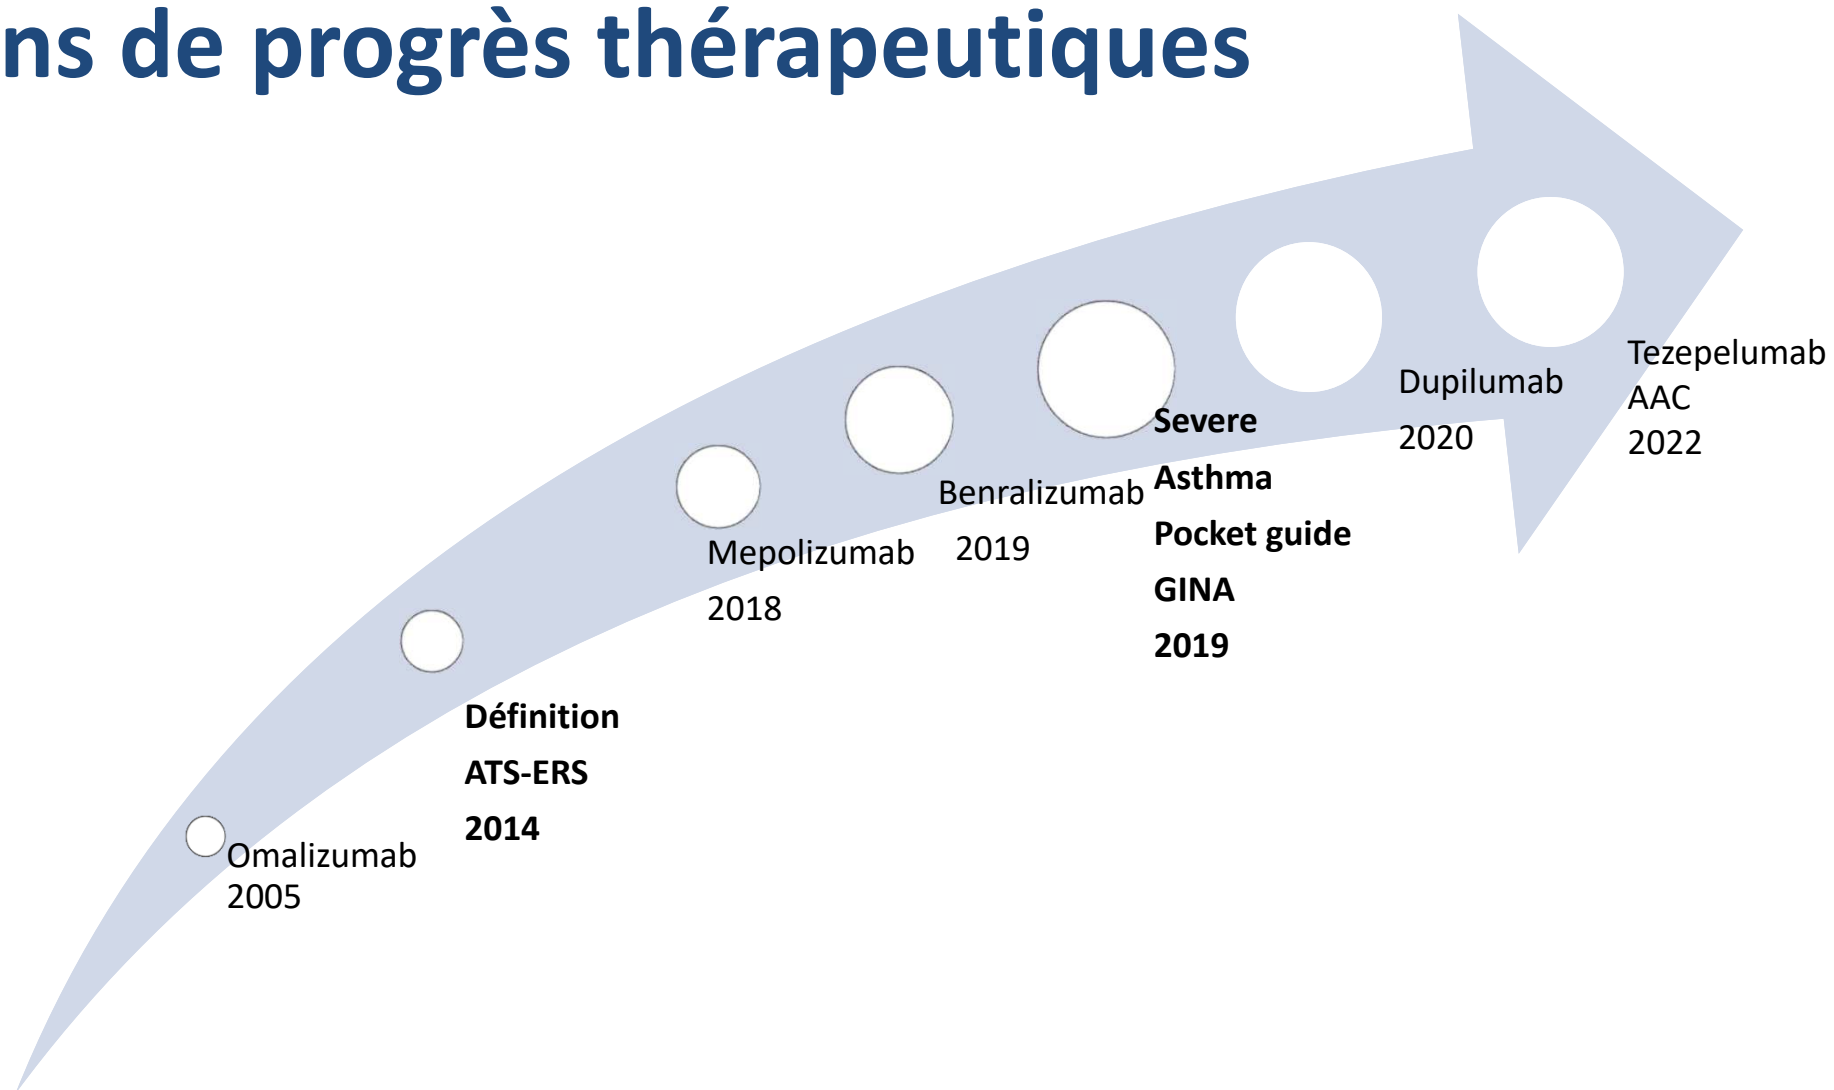 ns de progrès thérapeutiques
Omalizumab
2005
Définition
ATS-ERS
2014
Mepolizumab
2018
Benralizumab
2019
Severe
Asthma
Pocket guide
GINA
2019
Dupilumab
2020
Tezepelumab
AAC
2022